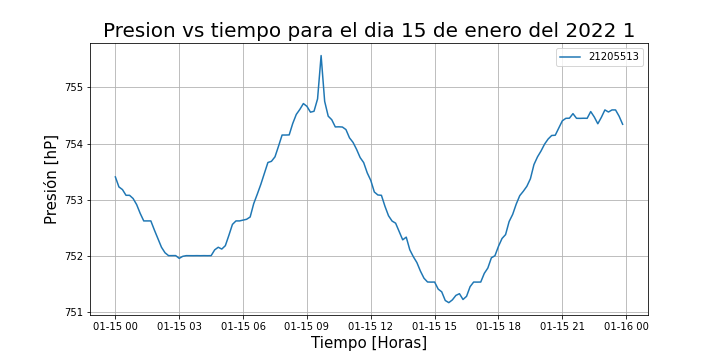 Presion vs tiempo para el dia 15 de enero del 2022 1
21205513
Presión [hP]
755
754
753
752
751
01-15 00 01-15 03 01-15 06 01-15 09 01-15 12 01-15 15 01-15 18 01-15 21 01-16 00
Tiempo [Horas]